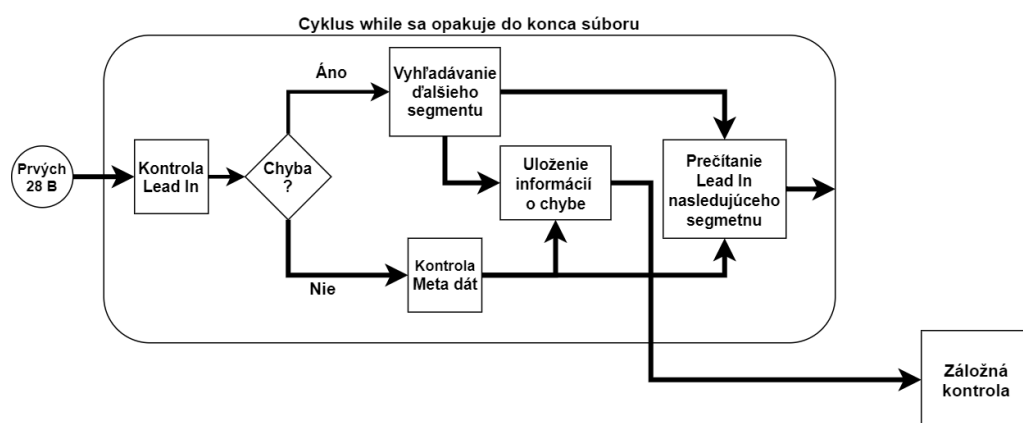 Cyklus while sa opakuje do konca súboru
Áno
Vyhľadávanie
ďalšieho
segmentu
Prvých
28 B
Kontrola
Lead In
Chyba
?
Uloženie
informácií
o chybe
Prečítanie
Lead In
nasledujúceho
segmetnu
Nie
Kontrola
Meta dát
Záložná
kontrola